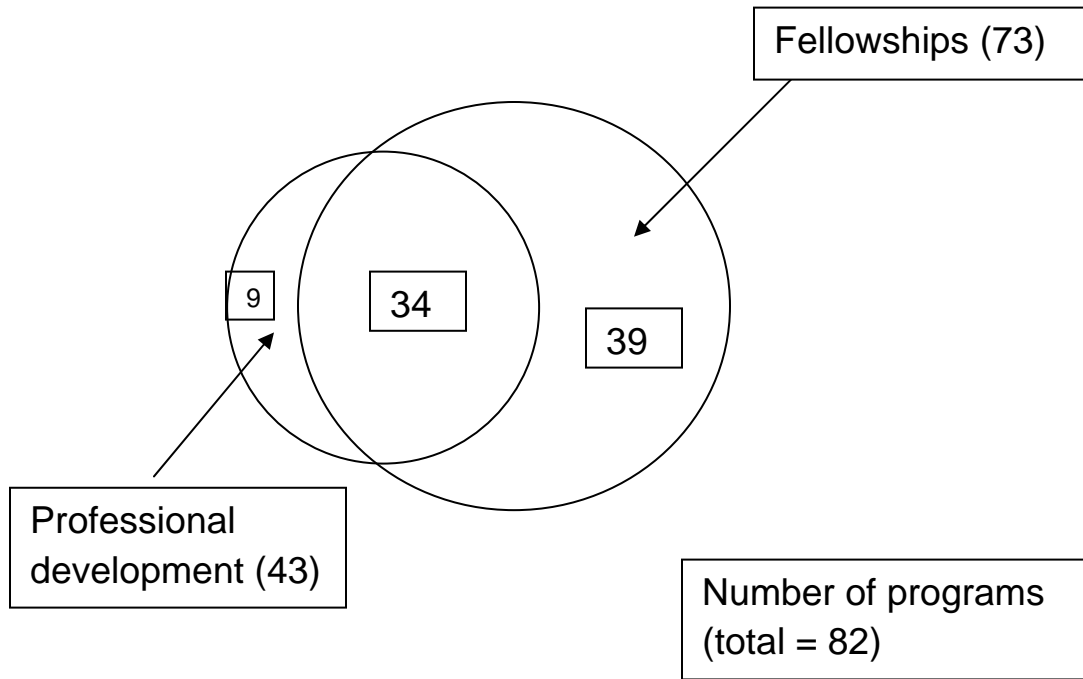 Fellowships (73)
9
34
39
Professional
development (43)
Number of programs
(total = 82)